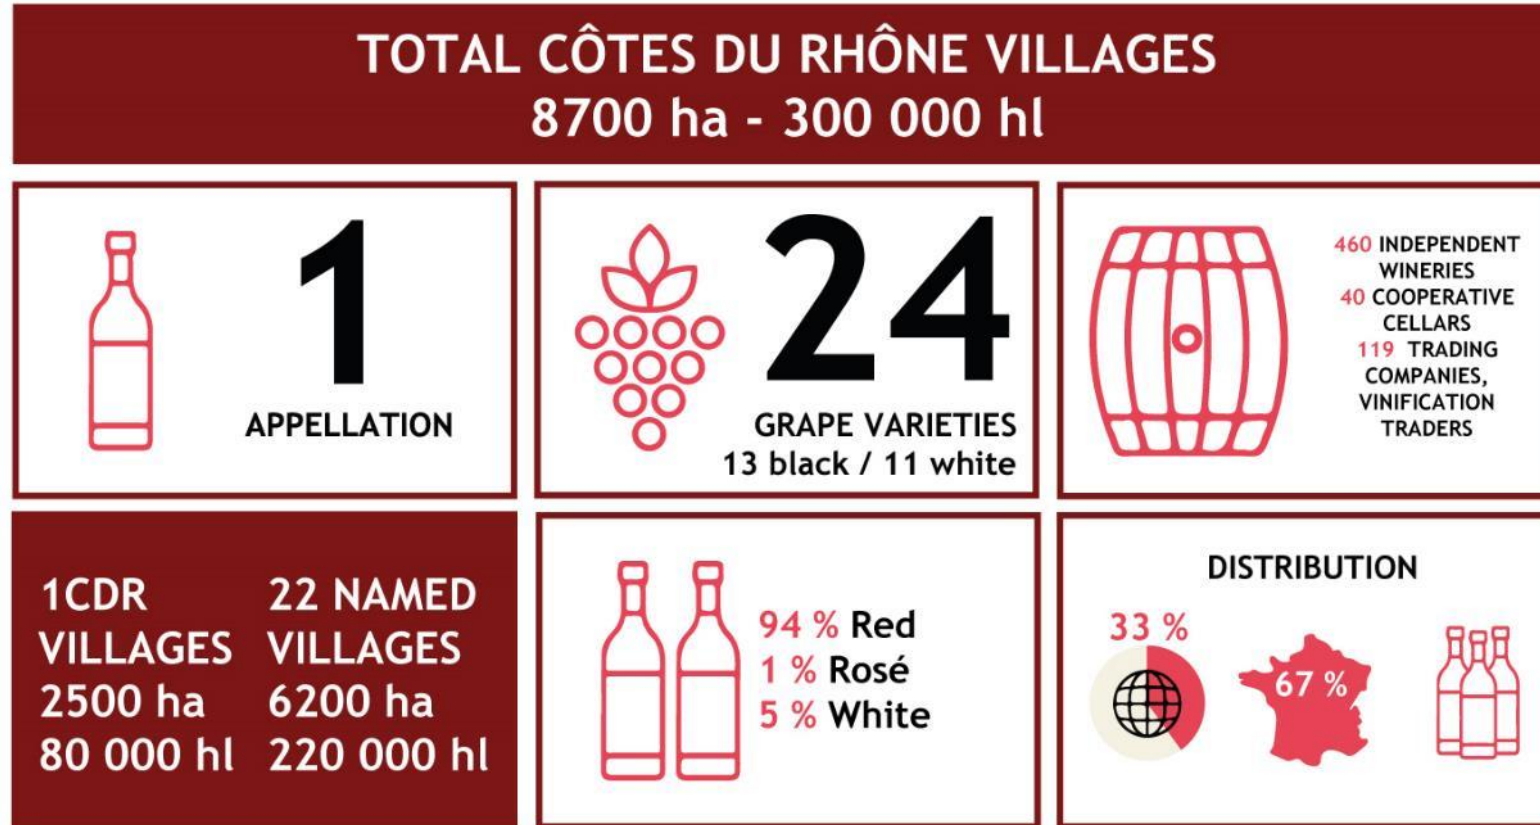 TOTAL CÔTES DU RHÔNE VILLAGES
8700 ha - 300 000 hl
1
APPELLATION
24
GRAPE VARIETIES
13 black / 11 white
460 INDEPENDENT
WINERIES
40 COOPERATIVE
CELLARS
119 TRADING
COMPANIES,
VINIFICATION
TRADERS
1CDR
VILLAGES
2500 ha
80 000 hl
22 NAMED
VILLAGES
6200 ha
220 000 hl
94 % Red
1 % Rosé
5 % White
DISTRIBUTION
33 %
67 %